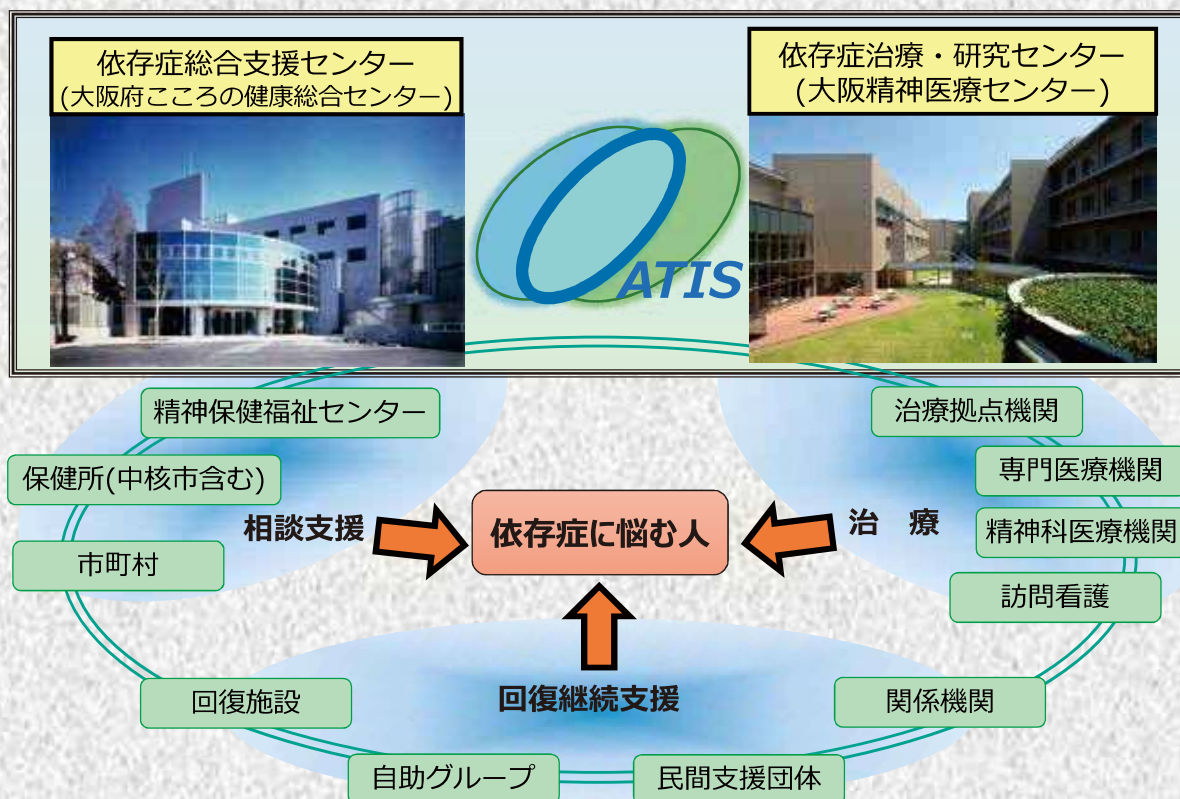 依存症総合支援センター
(大阪府こころの健康総合センター)
依存症治療・研究センター
(大阪精神医療センター)
OATIS
精神保健福祉センター
治療拠点機関
保健所(中核市含む)
専門医療機関
相談支援
依存症に悩む人
治　療
精神科医療機関
市町村
訪問看護
回復施設
回復継続支援
関係機関
自助グループ
民間支援団体